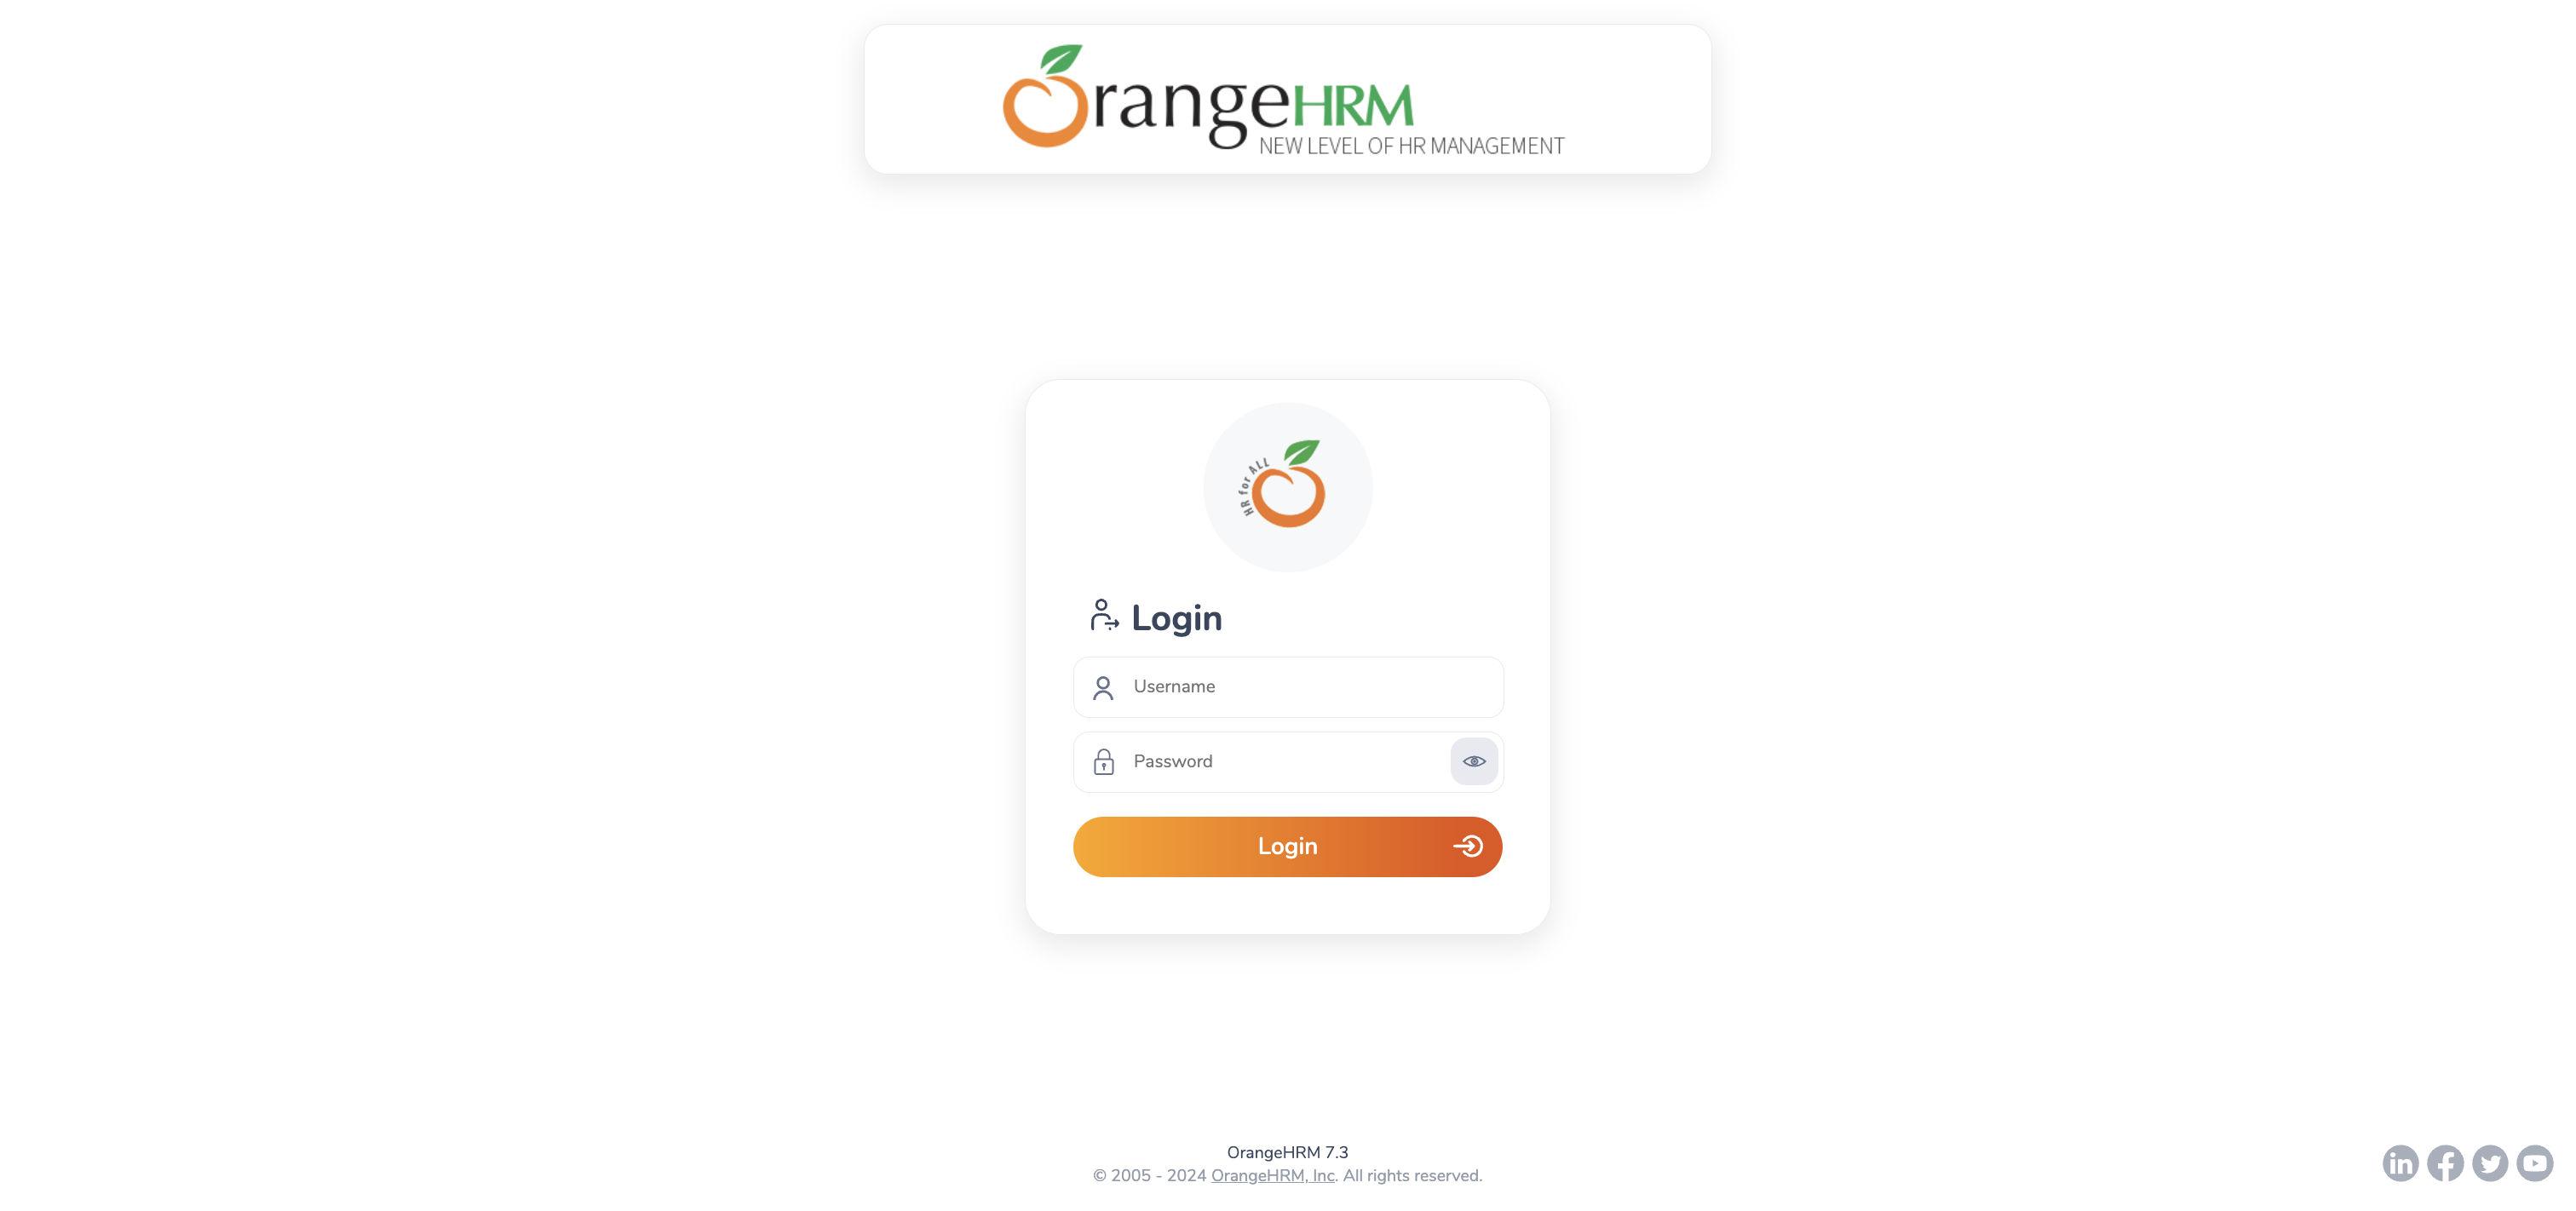 OrangeHRM
NEW LEVEL OF HR MANAGEMENT
HR for ALL
Login
Username
Password
Login
OrangeHRM 7.3
© 2005 - 2024 OrangeHRM, Inc. All rights reserved.
in